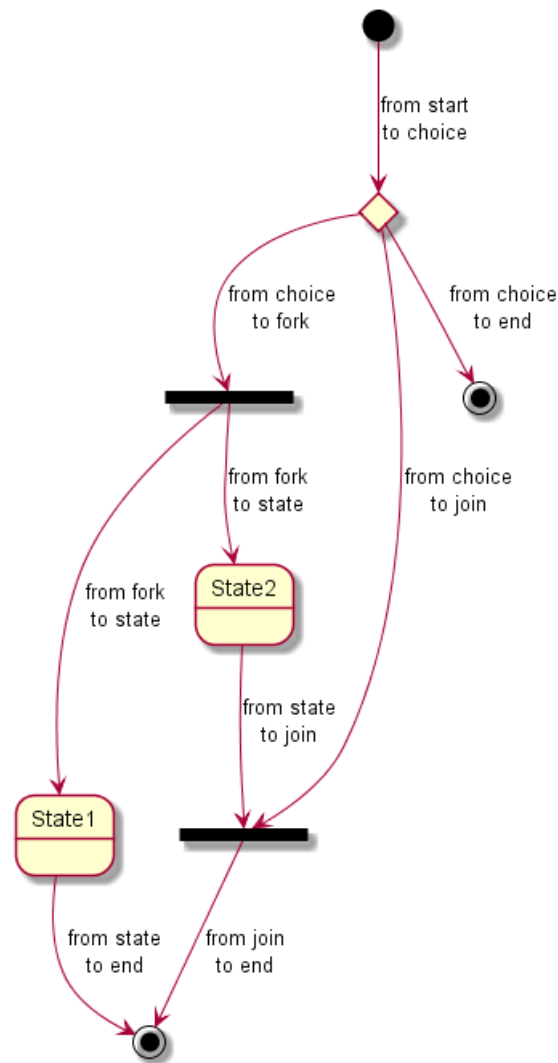 from start
to choice
from choice
to fork
from choice
to end
from fork
to state
from choice
to join
State2
from fork
to state
from state
to join
State1
from state
to end
from join
to end